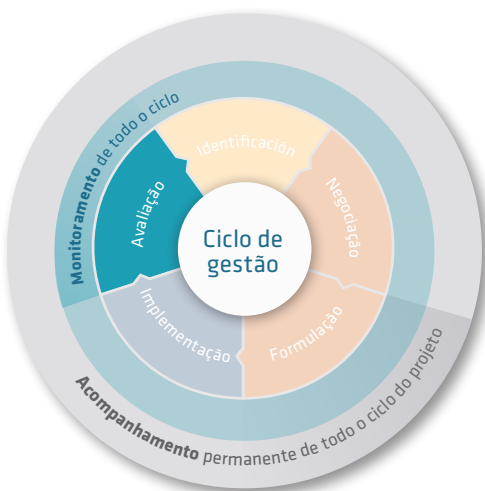 Monitoramento de todo o ciclo
Identificación
Negociação
Formulação
Implementação
Avaliação
Ciclo de
gestão
Acompanhamento permanente de todo o ciclo do projeto